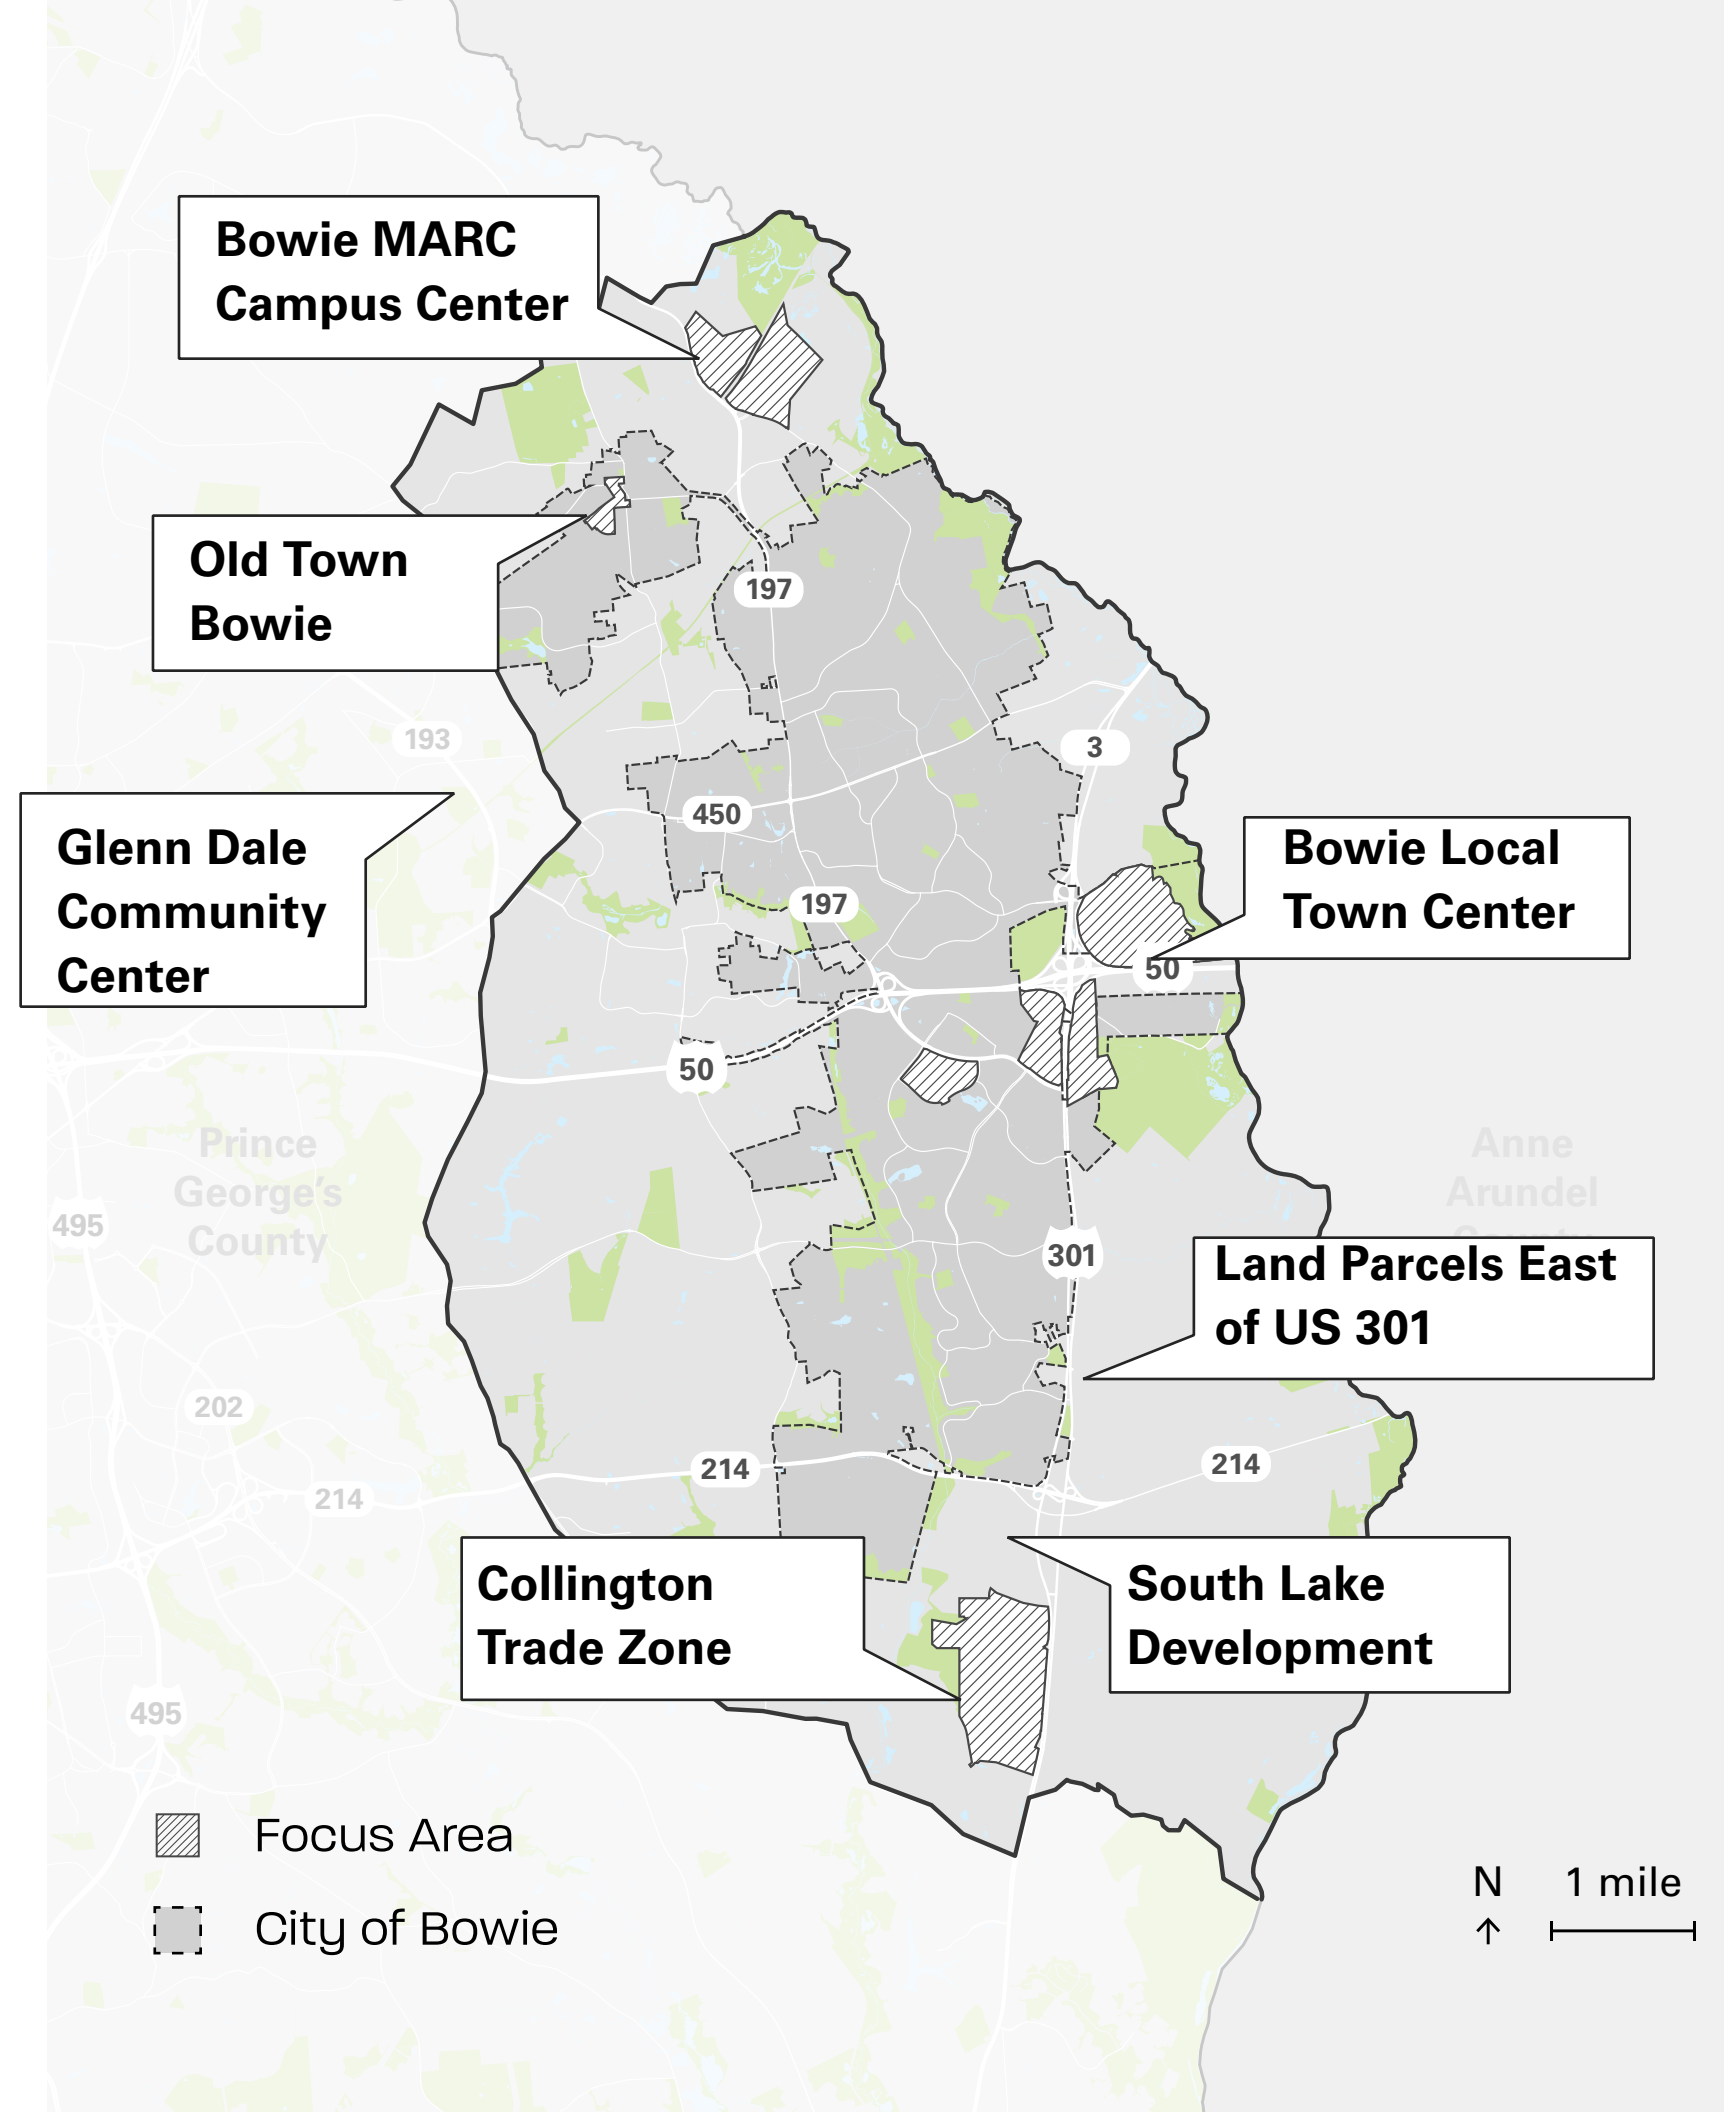 Bowie MARC
Campus Center
Old Town
Bowie
197
193
3
450
Glenn Dale
Community
Center
Bowie Local
Town Center
197
50
50
Prince
George's
County
Anne
Arundel
495
301
Land Parcels East
of US 301
202
214
214
214
Collington
Trade Zone
South Lake
Development
495
Focus Area
City of Bowie
N
1 mile